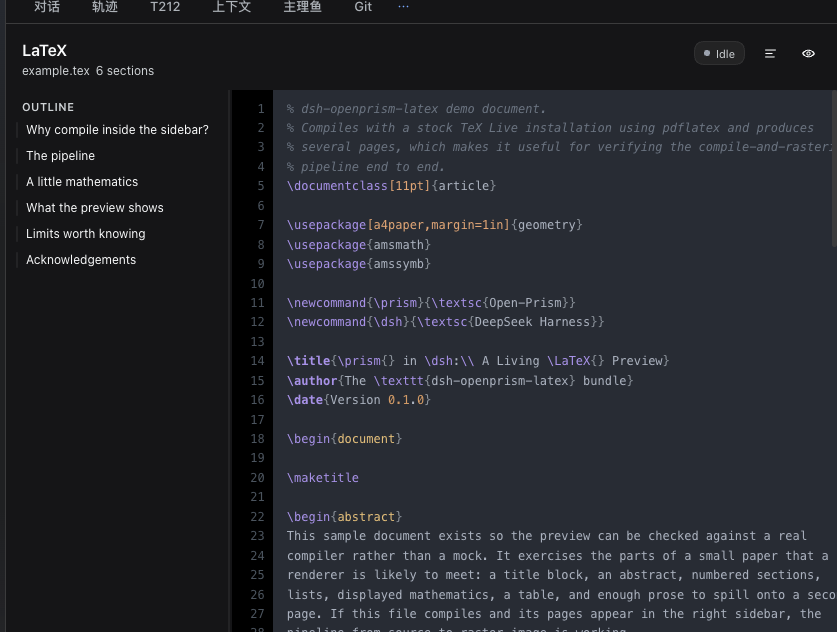 对话 轨迹 T212 上下文 主理鱼 Git ...
LaTeX
example.tex 6 sections
Idle
OUTLINE
Why compile inside the sidebar?
The pipeline
A little mathematics
What the preview shows
Limits worth knowing
Acknowledgements
1 % dsh-openprism-latex demo document.
2 % Compiles with a stock TeX Live installation using pdflatex and produces
3 % several pages, which makes it useful for verifying the compile-and-rasteri
4 % pipeline end to end.
5 \documentclass[11pt]{article}
6
7 \usepackage[a4paper,margin=1in]{geometry}
8 \usepackage{amsmath}
9 \usepackage{amssymb}
10
11 \newcommand{\prism}{\textsc{Open-Prism}}
12 \newcommand{\dsh}{\textsc{DeepSeek Harness}}
13
14 \title{\prism{} in \dsh:\\ A Living \LaTeX{} Preview}
15 \author{The \texttt{dsh-openprism-latex} bundle}
16 \date{Version 0.1.0}
17
18 \begin{document}
19
20 \maketitle
21
22 \begin{abstract}
23 This sample document exists so the preview can be checked against a real
24 compiler rather than a mock. It exercises the parts of a small paper that a
25 renderer is likely to meet: a title block, an abstract, numbered sections,
26 lists, displayed mathematics, a table, and enough prose to spill onto a seco
27 page. If this file compiles and its pages appear in the right sidebar, the
28 pipeline from source to raster image is working.